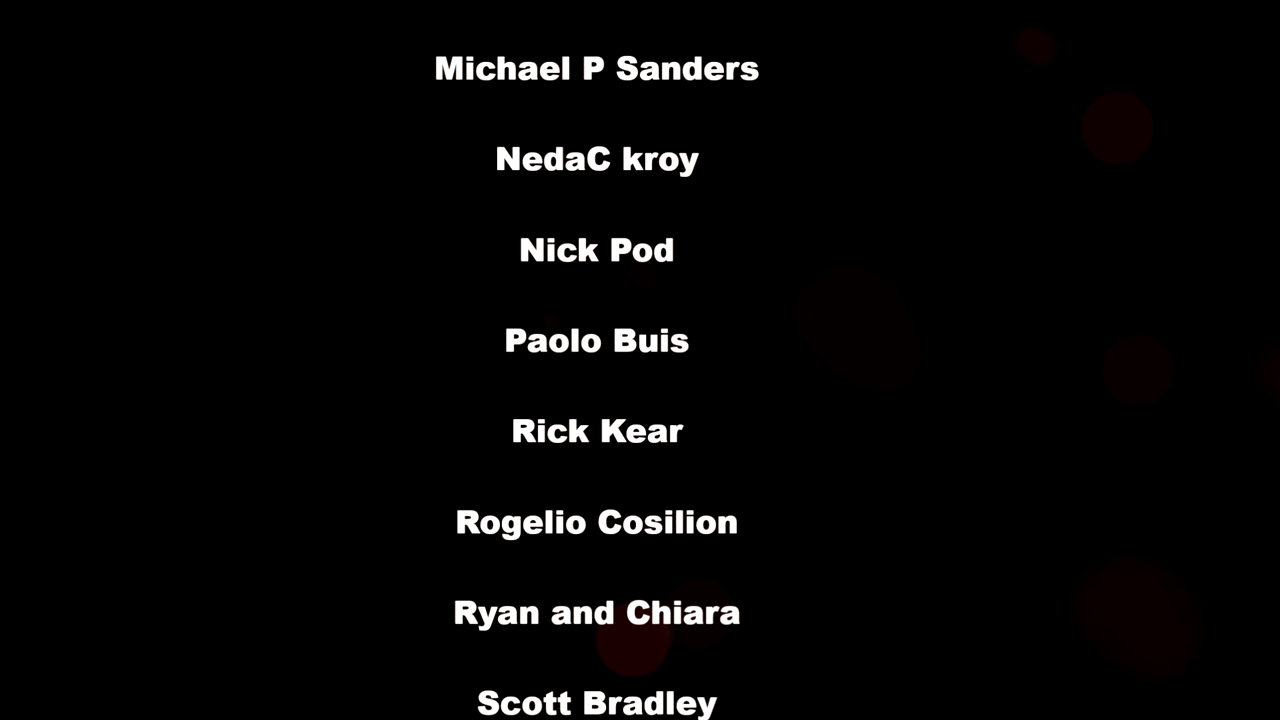 Michael P Sanders
NedaC kroy
Nick Pod
Paolo Buis
Rick Kear
Rogelio Cosilion
Ryan and Chiara
Scott Bradley